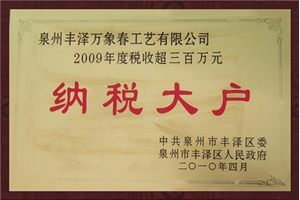 泉州丰泽万象春工艺有限公司
2009年度税收超三百万元
纳税大户
中共泉州市丰泽区委
泉州市丰泽区人民政府
二〇一〇年四月